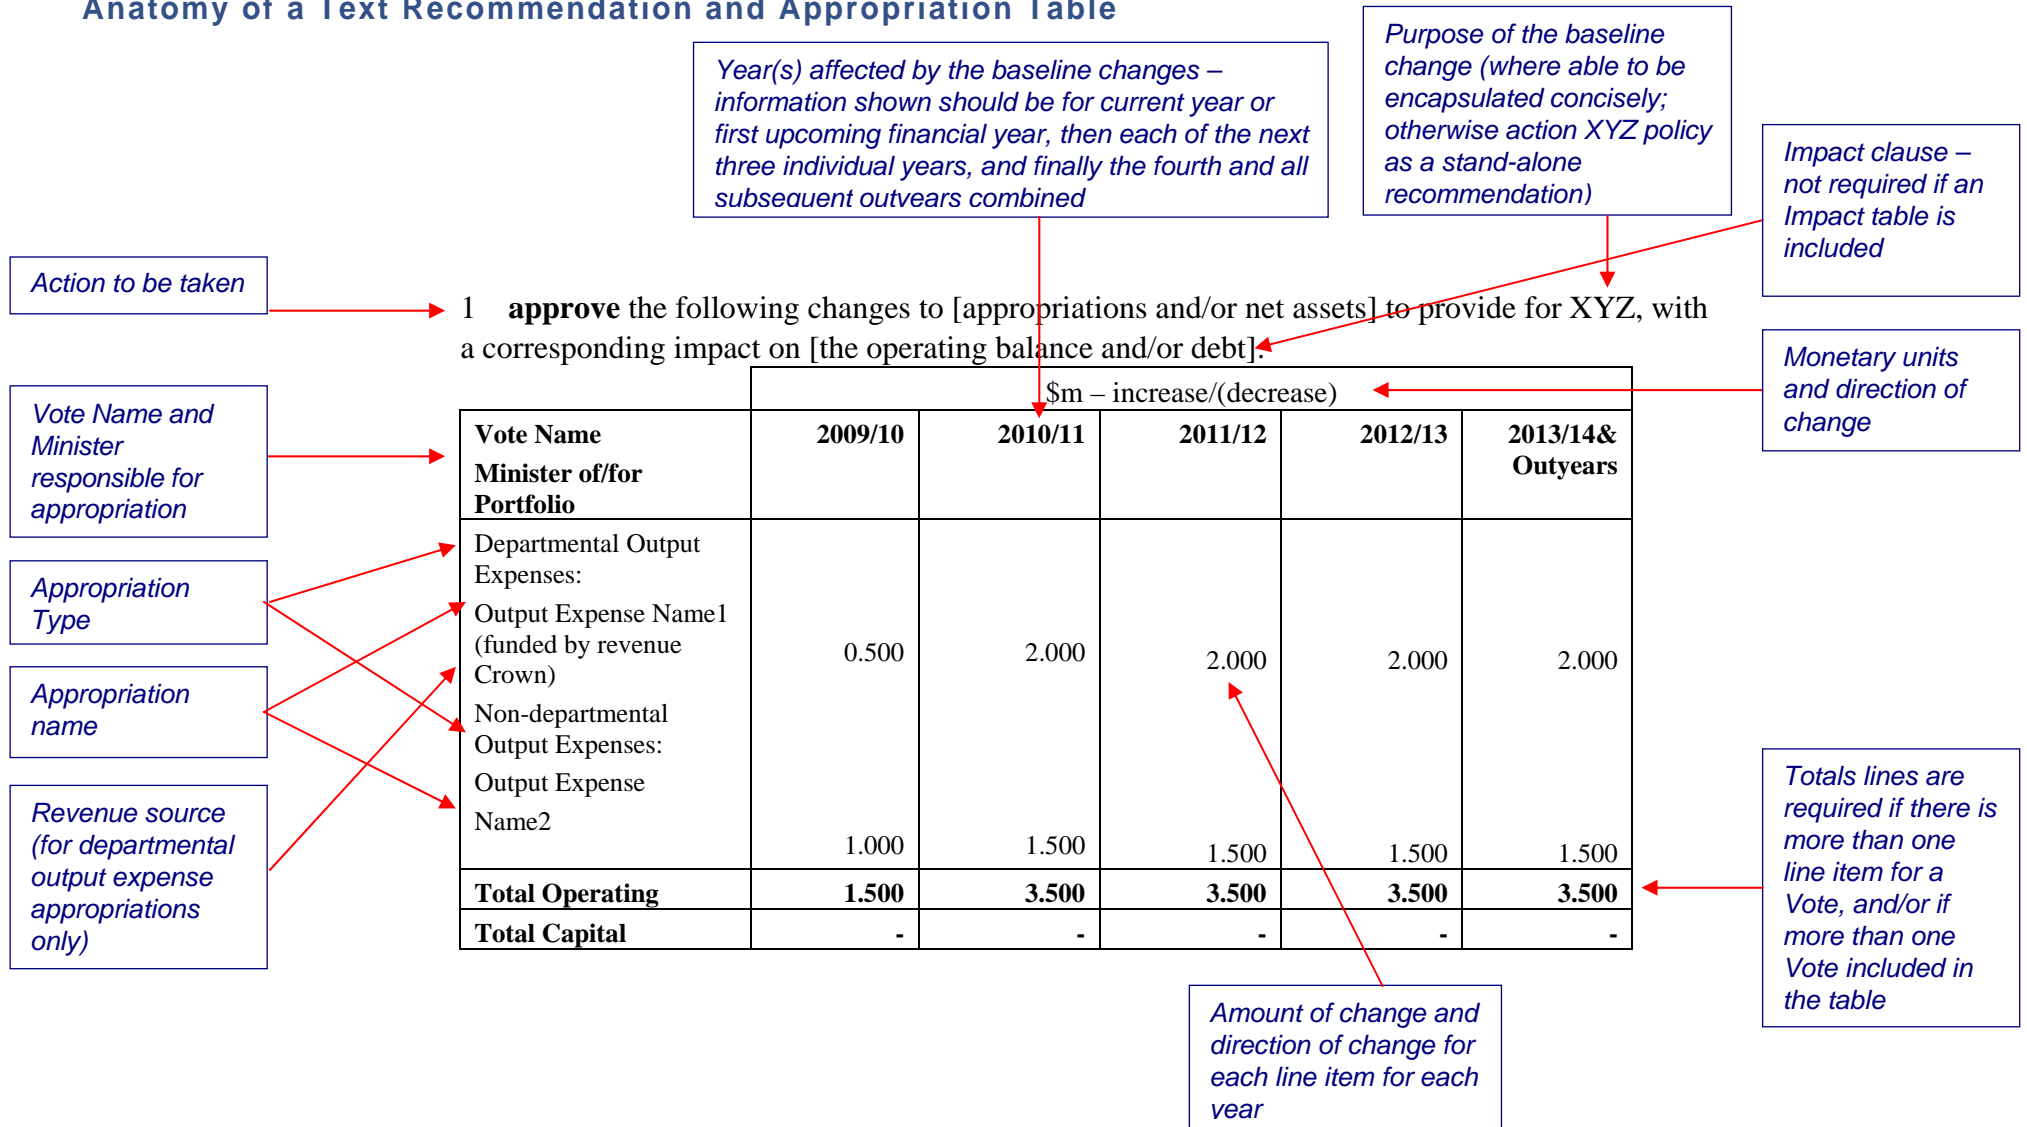 Anatomy of a Text Recommendation and Appropriation Table
Year(s) affected by the baseline changes –
information shown should be for current year or
first upcoming financial year, then each of the next
three individual years, and finally the fourth and all
subsequent outyears combined
Purpose of the baseline
change (where able to be
encapsulated concisely;
otherwise action XYZ policy
as a stand-alone
recommendation)
Impact clause –
not required if an
Impact table is
included
Action to be taken
1 approve the following changes to [appropriations and/or net assets] to provide for XYZ, with
a corresponding impact on [the operating balance and/or debt]:
Monetary units
and direction of
change
Vote Name and
Minister
responsible for
appropriation
Appropriation
Type
Appropriation
name
Revenue source
(for departmental
output expense
appropriations
only)
$m – increase/(decrease)
Vote Name 2009/10 2010/11 2011/12 2012/13 2013/14&
Minister of/for Outyears
Portfolio
Departmental Output
Expenses:
Output Expense Name1
(funded by revenue 0.500 2.000 2.000 2.000 2.000
Crown)
Non-departmental
Output Expenses:
Output Expense
Name2
1.000 1.500 1.500 1.500 1.500
Total Operating 1.500 3.500 3.500 3.500 3.500
Total Capital - - - - -
Totals lines are
required if there is
more than one
line item for a
Vote, and/or if
more than one
Vote included in
the table
Amount of change and
direction of change for
each line item for each
year